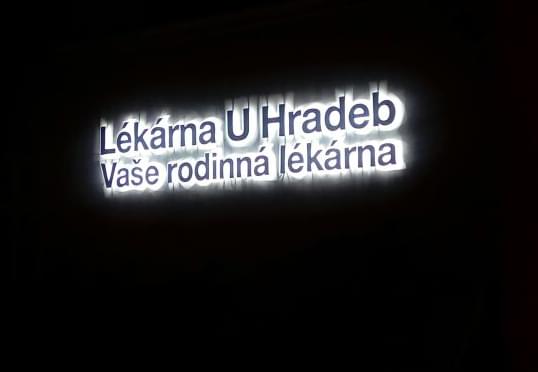 Lékárna U Hradeb
Vaše rodinná lékárna